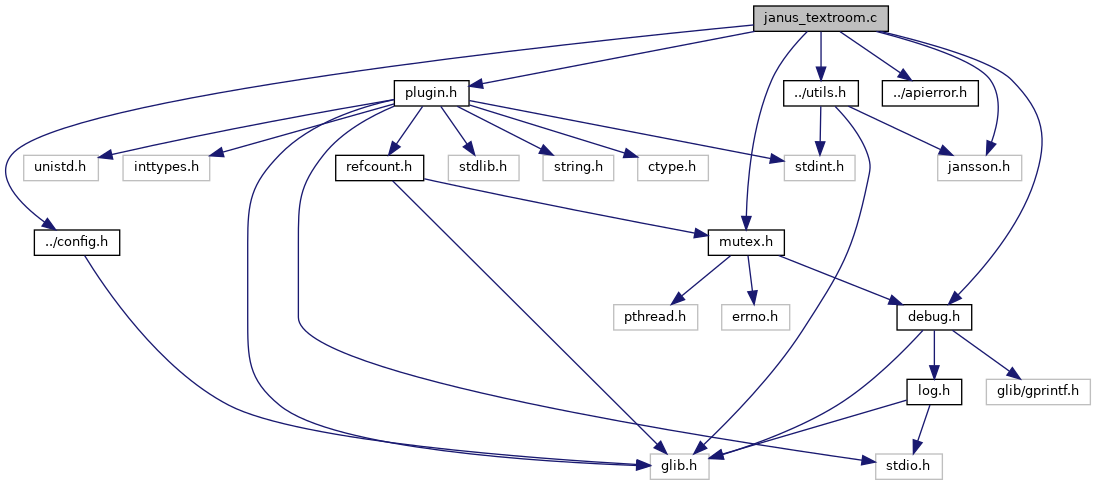 janus_textroom.c
plugin.h
../utils.h
../apierror.h
unistd.h
inttypes.h
refcount.h
stdlib.h
string.h
ctype.h
stdint.h
jansson.h
../config.h
mutex.h
pthread.h
errno.h
debug.h
log.h
glib/gprintf.h
glib.h
stdio.h